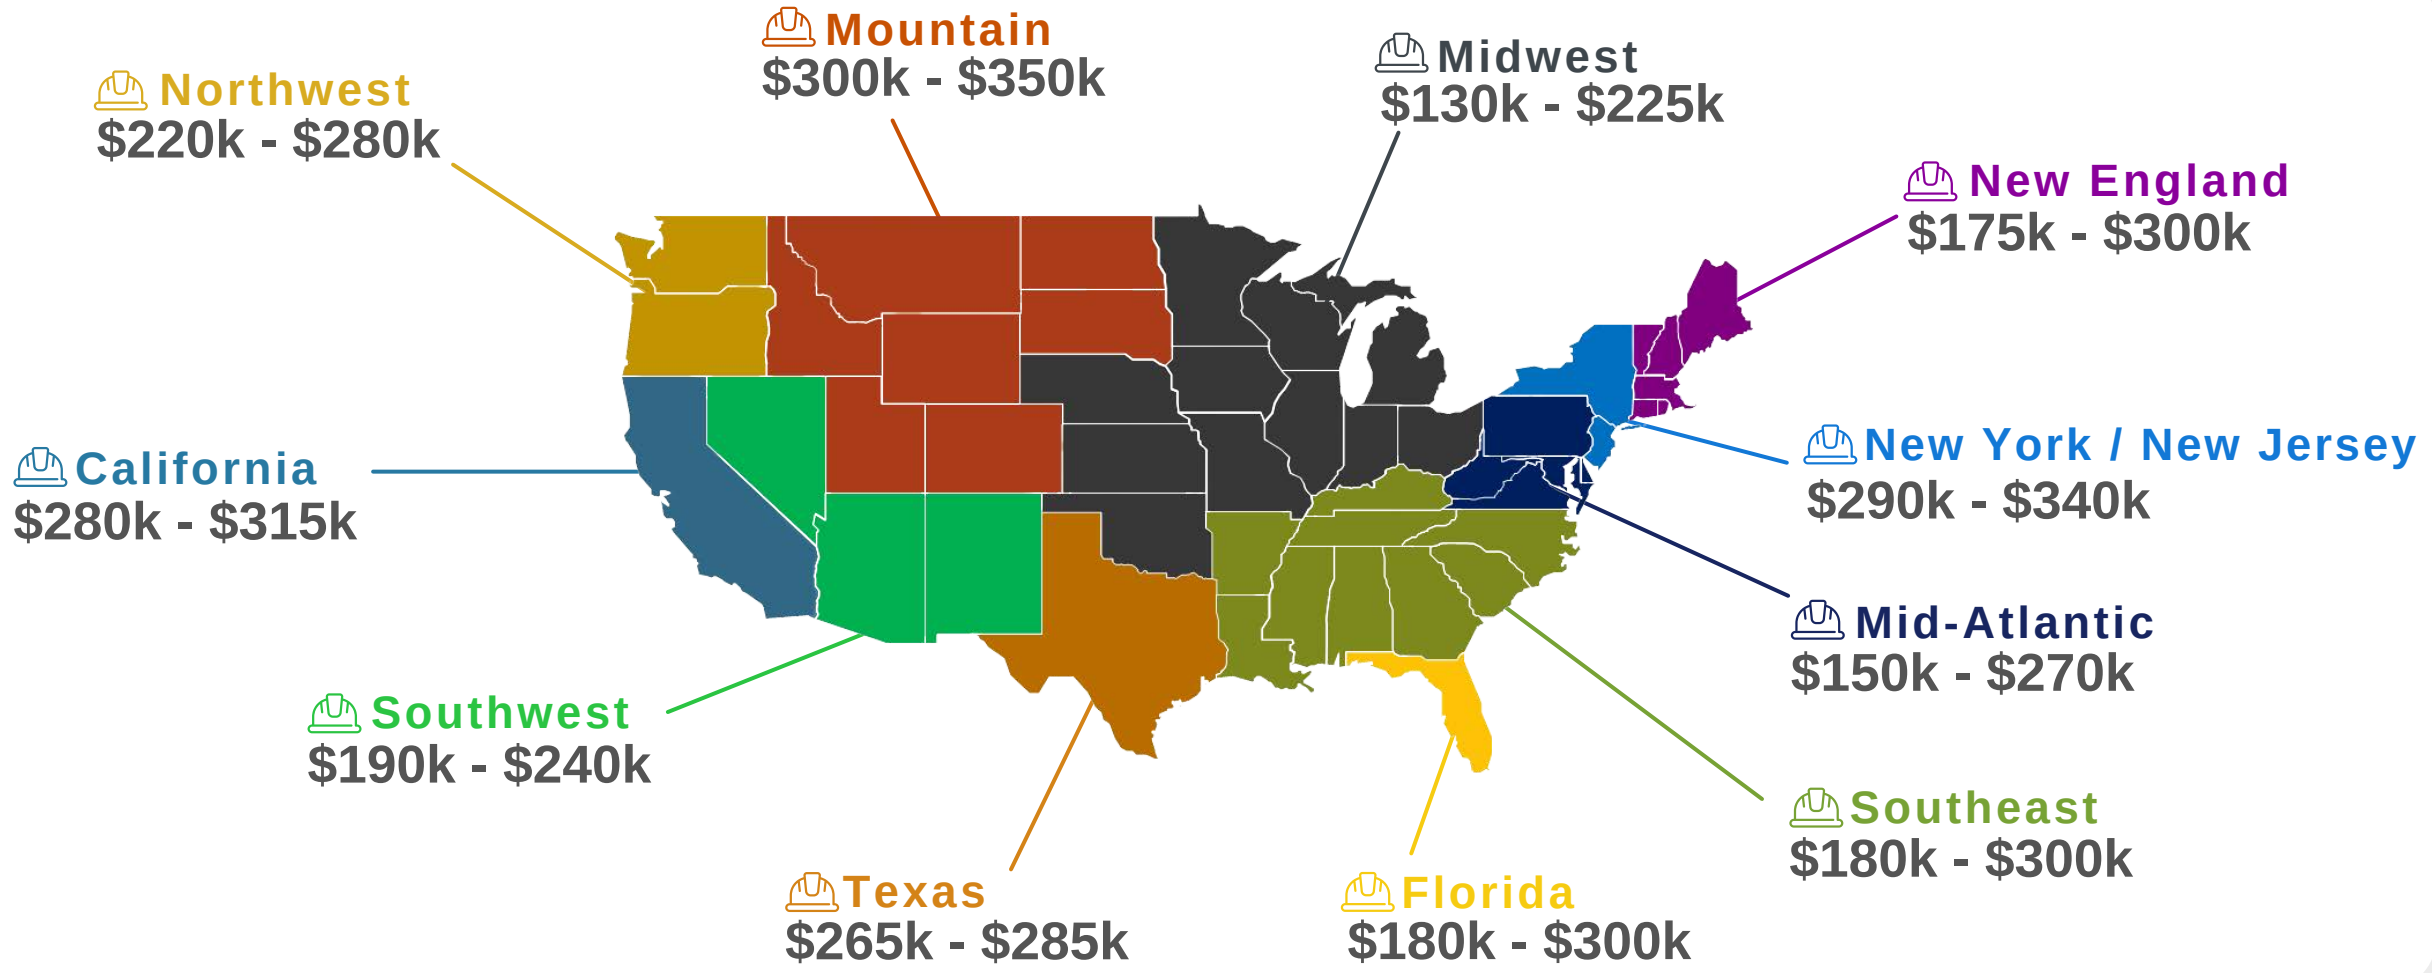 Mountain
$300k - $350k
Midwest
$130k - $225k
Northwest
$220k - $280k
New England
$175k - $300k
California
$280k - $315k
New York / New Jersey
$290k - $340k
Mid-Atlantic
$150k - $270k
Southwest
$190k - $240k
Southeast
$180k - $300k
Texas
$265k - $285k
Florida
$180k - $300k